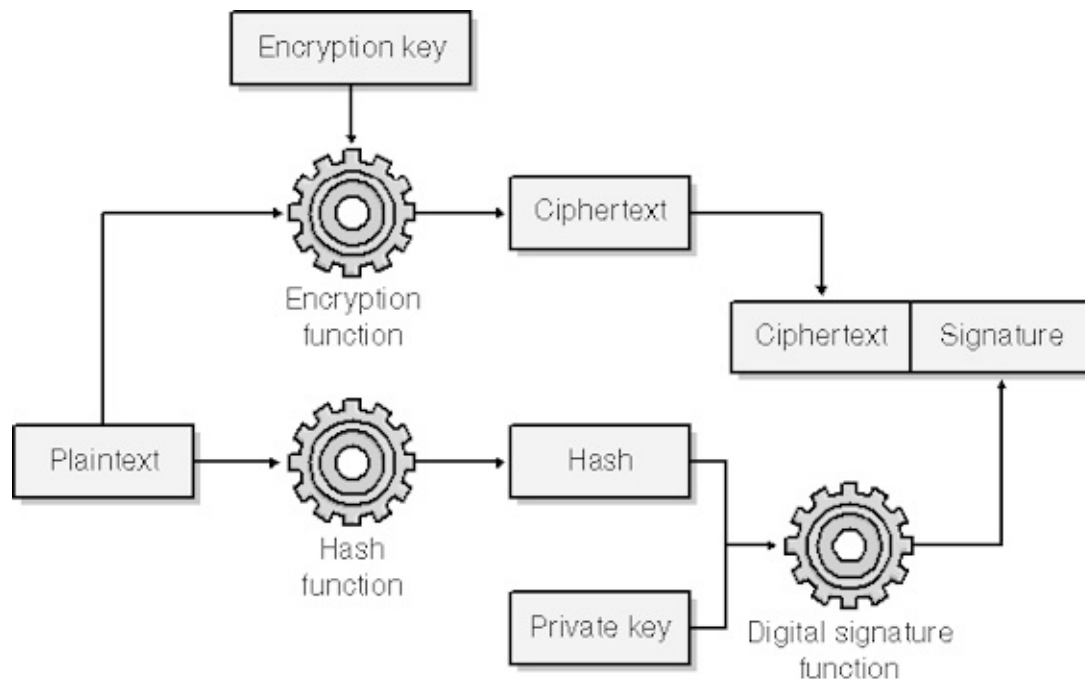 Encryption key
Ciphertext
Encryption
function
Ciphertext
Signature
Plaintext
Hash
Hash
function
Private key
Digital signature
function